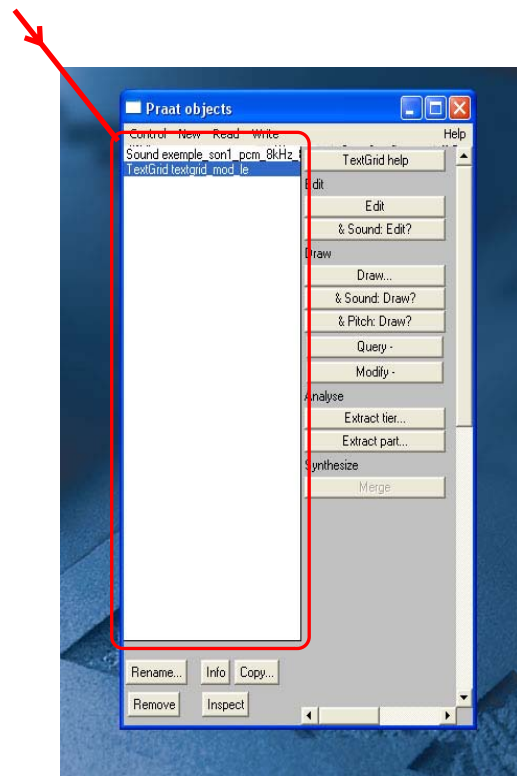 Praat objects
Control New Read Write Help
Sound exemple_son1_pcm_8kHz_
TextGrid textgrid_mod_le
TextGrid help
Edit
Edit
& Sound: Edit?
Draw
Draw...
& Sound: Draw?
& Pitch: Draw?
Query -
Modify -
Analyse
Extract tier...
Extract part...
Synthesize
Merge
Rename... Info Copy...
Remove Inspect